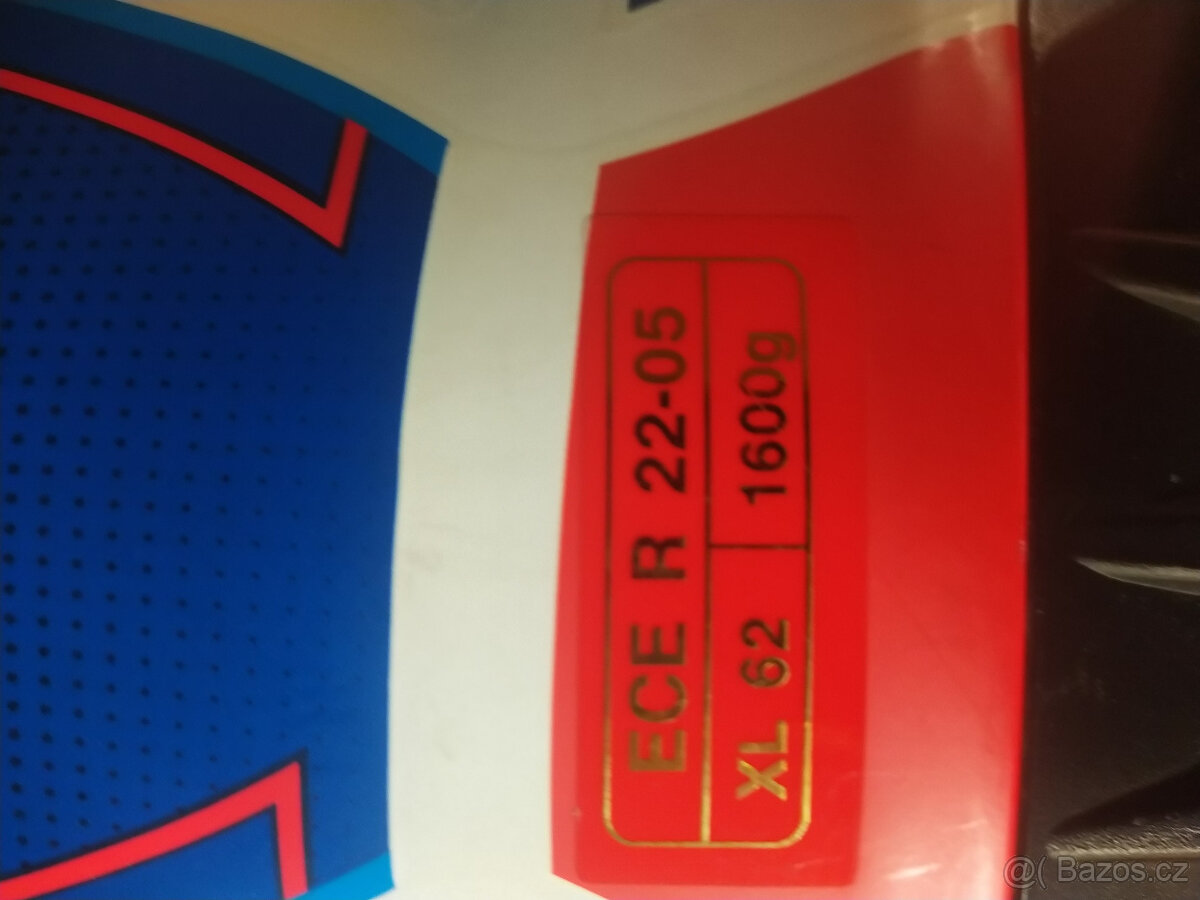 ECE R 22-05
XL 62 1600g
@( Bazos.cz